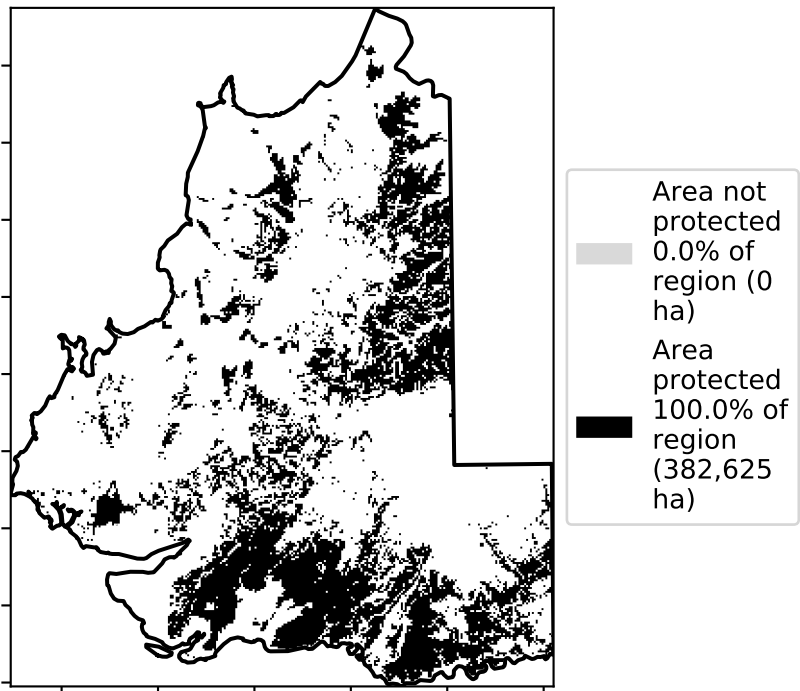 Area not
protected
0.0% of
region (0
ha)
Area
protected
100.0% of
region
(382,625
ha)